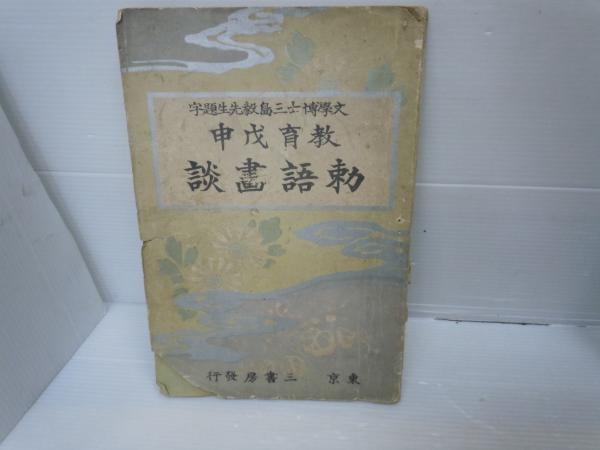 文學博士三島毅先生題字
教育戊申
勅語畵談
東京 三書房發行